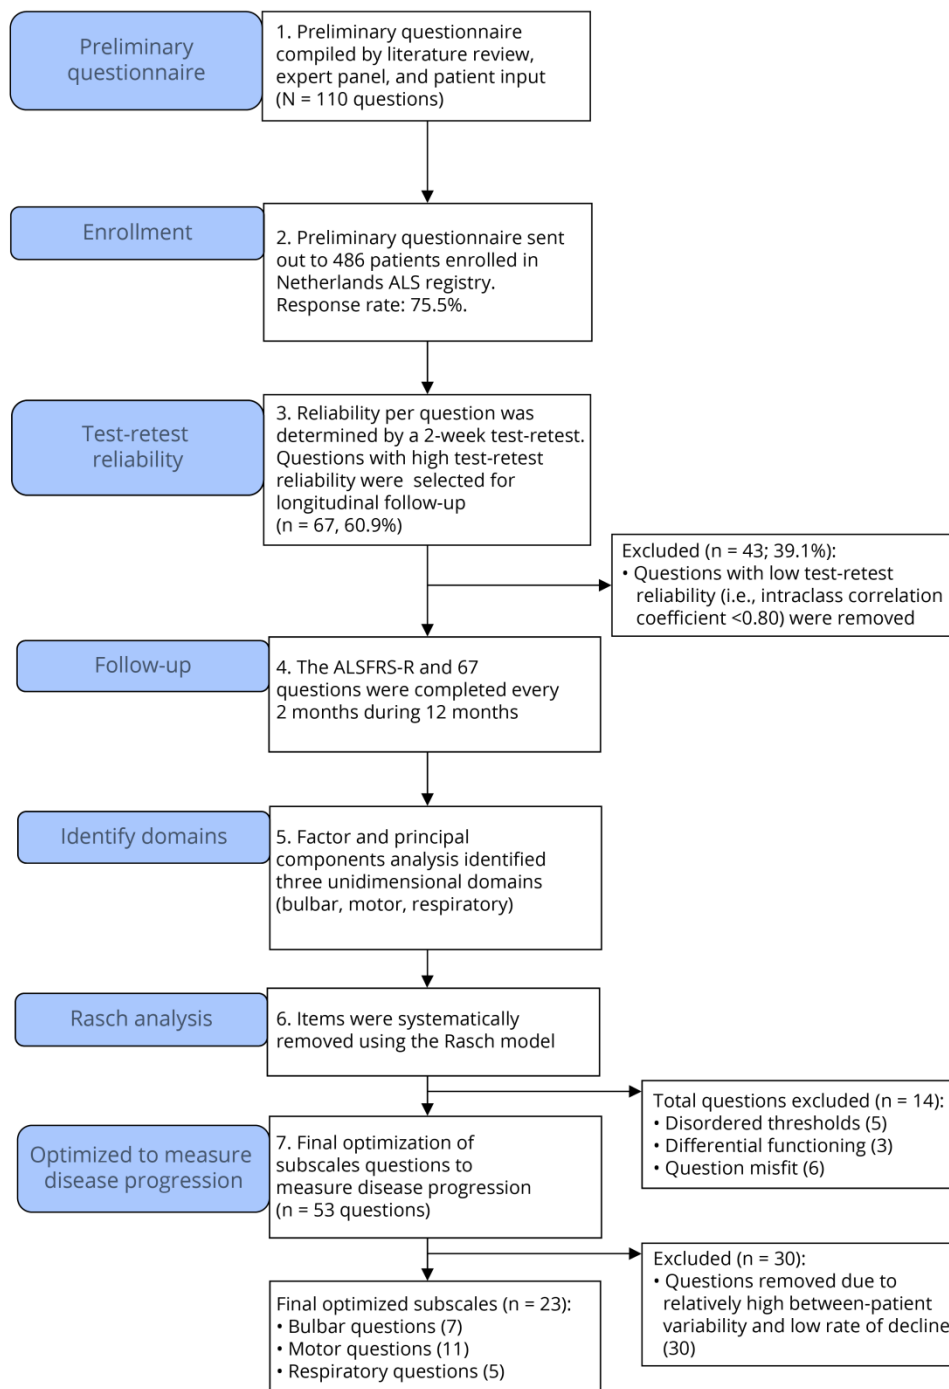 Preliminary
questionnaire
1. Preliminary questionnaire
compiled by literature review,
expert panel, and patient input
(N = 110 questions)
Enrollment
2. Preliminary questionnaire sent
out to 486 patients enrolled in
Netherlands ALS registry.
Response rate: 75.5%.
Test-retest
reliability
3. Reliability per question was
determined by a 2-week test-retest.
Questions with high test-retest
reliability were selected for
longitudinal follow-up
(n = 67, 60.9%)
Excluded (n = 43; 39.1%):
• Questions with low test-retest
reliability (i.e., intraclass correlation
coefficient <0.80) were removed
Follow-up
4. The ALSFRS-R and 67
questions were completed every
2 months during 12 months
Identify domains
5. Factor and principal
components analysis identified
three unidimensional domains
(bulbar, motor, respiratory)
Rasch analysis
6. Items were systematically
removed using the Rasch model
Total questions excluded (n = 14):
• Disordered thresholds (5)
• Differential functioning (3)
• Question misfit (6)
Optimized to measure
disease progression
7. Final optimization of
subscales questions to
measure disease progression
(n = 53 questions)
Excluded (n = 30):
• Questions removed due to
relatively high between-patient
variability and low rate of decline
(30)
Final optimized subscales (n = 23):
• Bulbar questions (7)
• Motor questions (11)
• Respiratory questions (5)